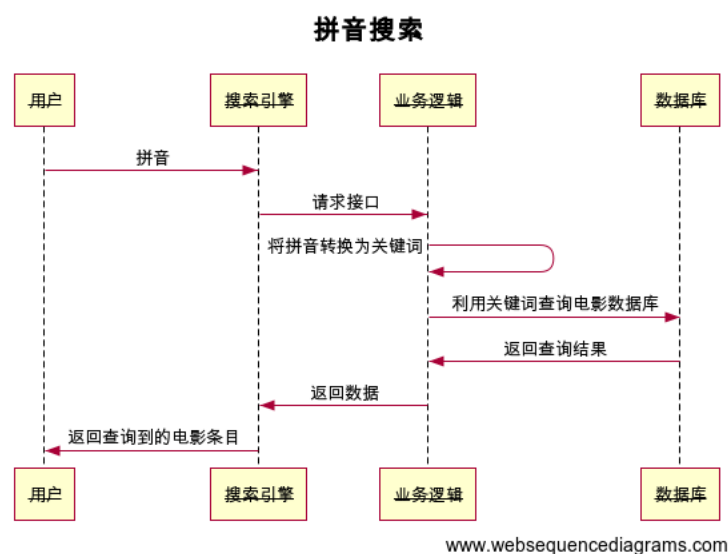 拼音搜索
用户 搜索引擎 业务逻辑 数据库
拼音
请求接口
将拼音转换为关键词
利用关键词查询电影数据库
返回查询结果
返回数据
返回查询到的电影条目
用户 搜索引擎 业务逻辑 数据库
www.websequencediagrams.com